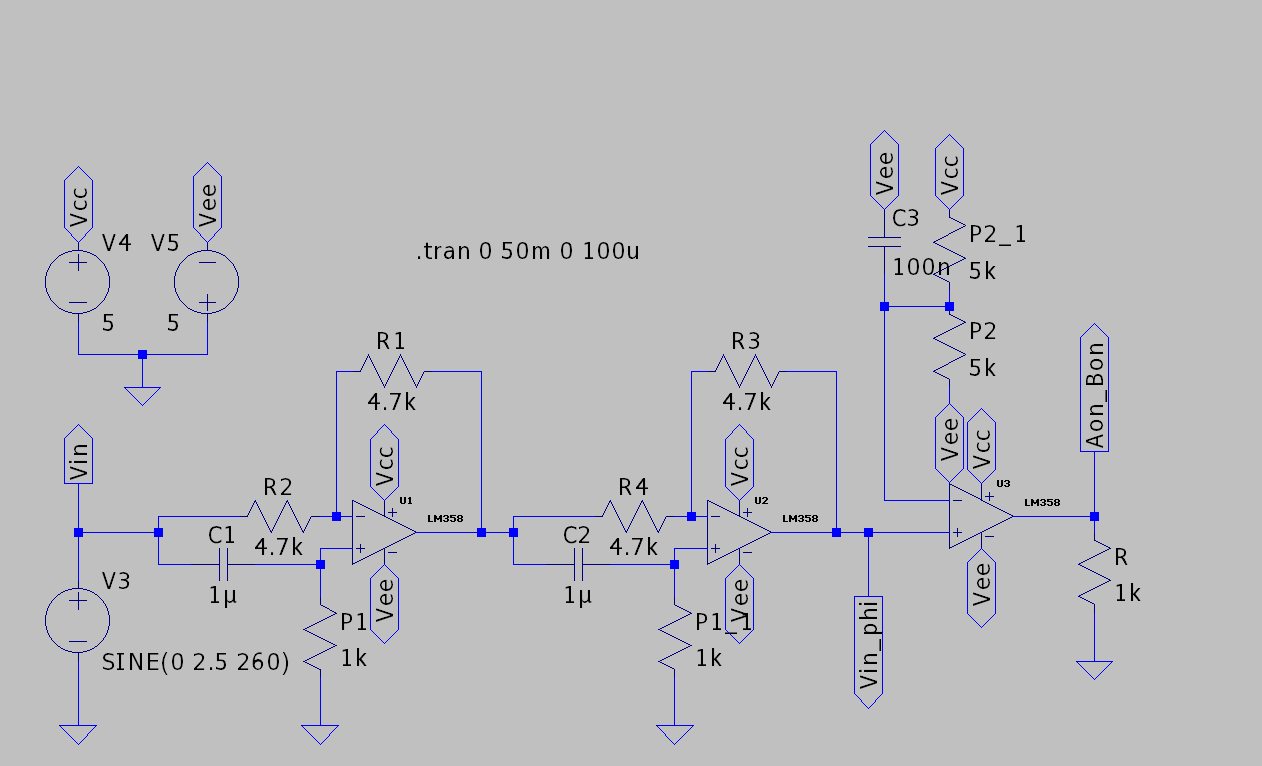 Vee
Vcc
Vcc
Vee
C3
100n
P2_1
5k
V4
V5
5
5
.tran 0 50m 0 100u
P2
5k
R1
4.7k
R3
4.7k
Aon_Bon
Vin
Vcc
Vcc
Vee
Vcc
R2
4.7k
U1
+
−
LM358
R4
4.7k
U2
+
−
LM358
U3
+
−
LM358
C1
1µ
C2
1µ
Vee
Vee
Vee
V3
SINE(0 2.5 260)
P1
1k
P1_1
1k
Vin_phi
R
1k